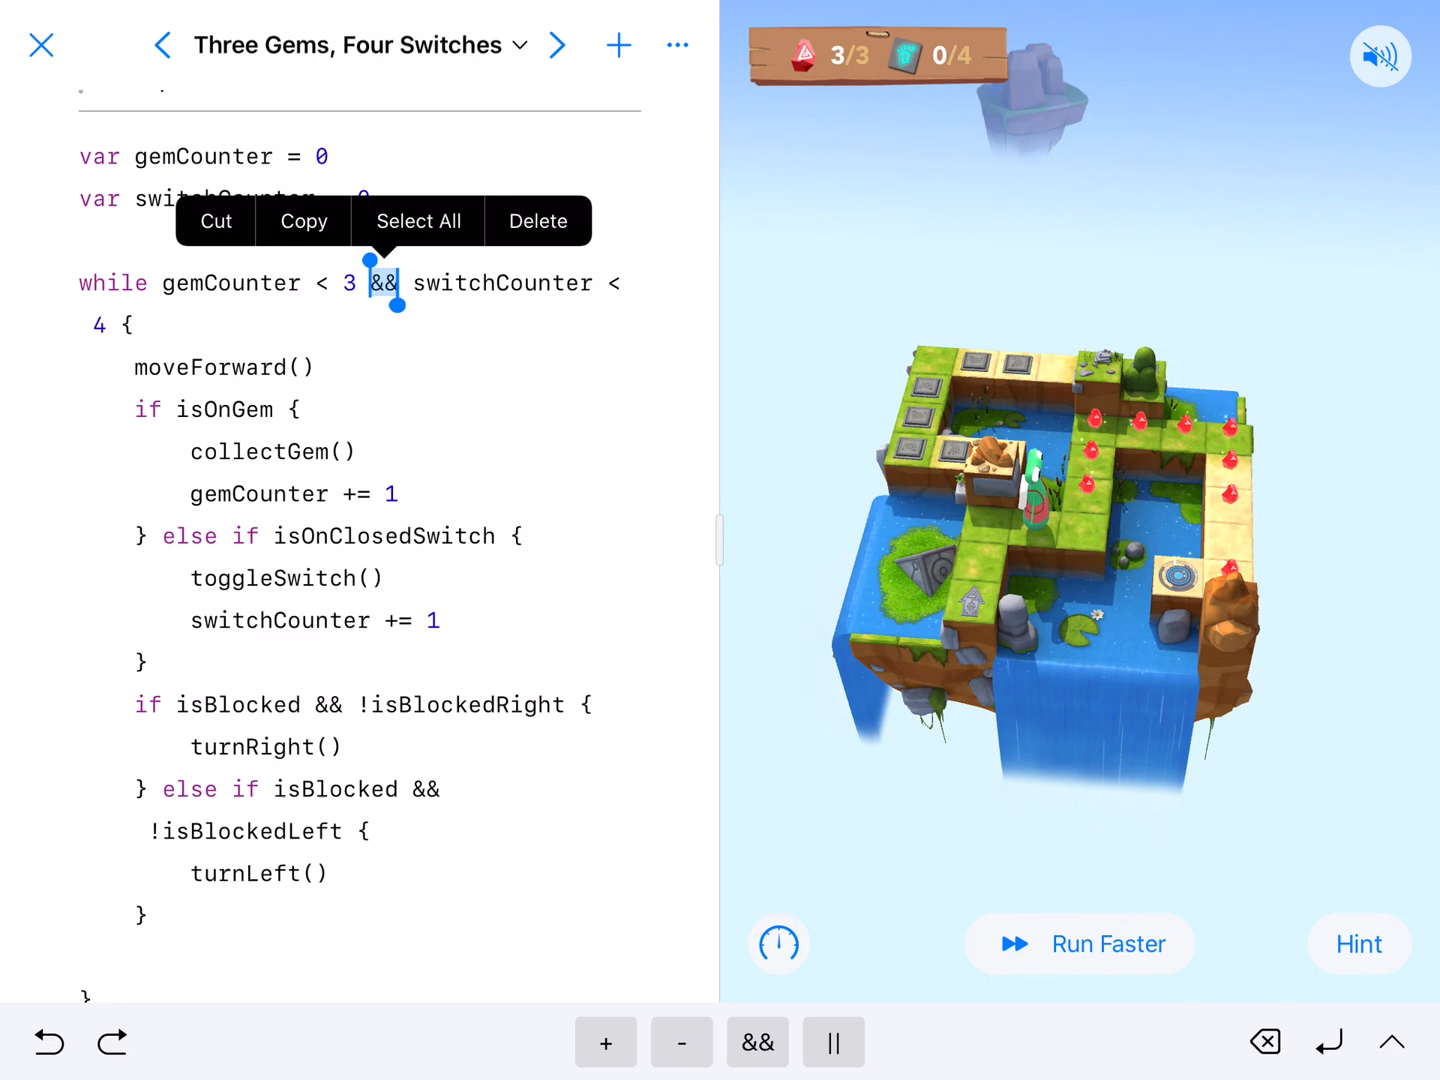 Three Gems, Four Switches
3/3 0/4
var gemCounter = 0
var switchCounter = 0
Cut Copy Select All Delete
while gemCounter < 3 && switchCounter <
4 {
moveForward()
if isOnGem {
collectGem()
gemCounter += 1
} else if isOnClosedSwitch {
toggleSwitch()
switchCounter += 1
}
if isBlocked && !isBlockedRight {
turnRight()
} else if isBlocked &&
!isBlockedLeft {
turnLeft()
}
}
Run Faster
Hint
+ - && ||